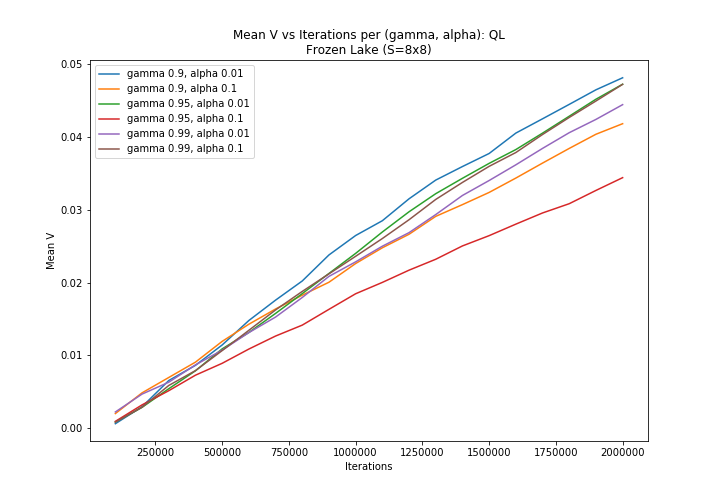 Mean V vs Iterations per (gamma, alpha): QL
Frozen Lake (S=8x8)
gamma 0.9, alpha 0.01
gamma 0.9, alpha 0.1
gamma 0.95, alpha 0.01
gamma 0.95, alpha 0.1
gamma 0.99, alpha 0.01
gamma 0.99, alpha 0.1
Mean V
0.05
0.04
0.03
0.02
0.01
0.00
250000 500000 750000 1000000 1250000 1500000 1750000 2000000
Iterations